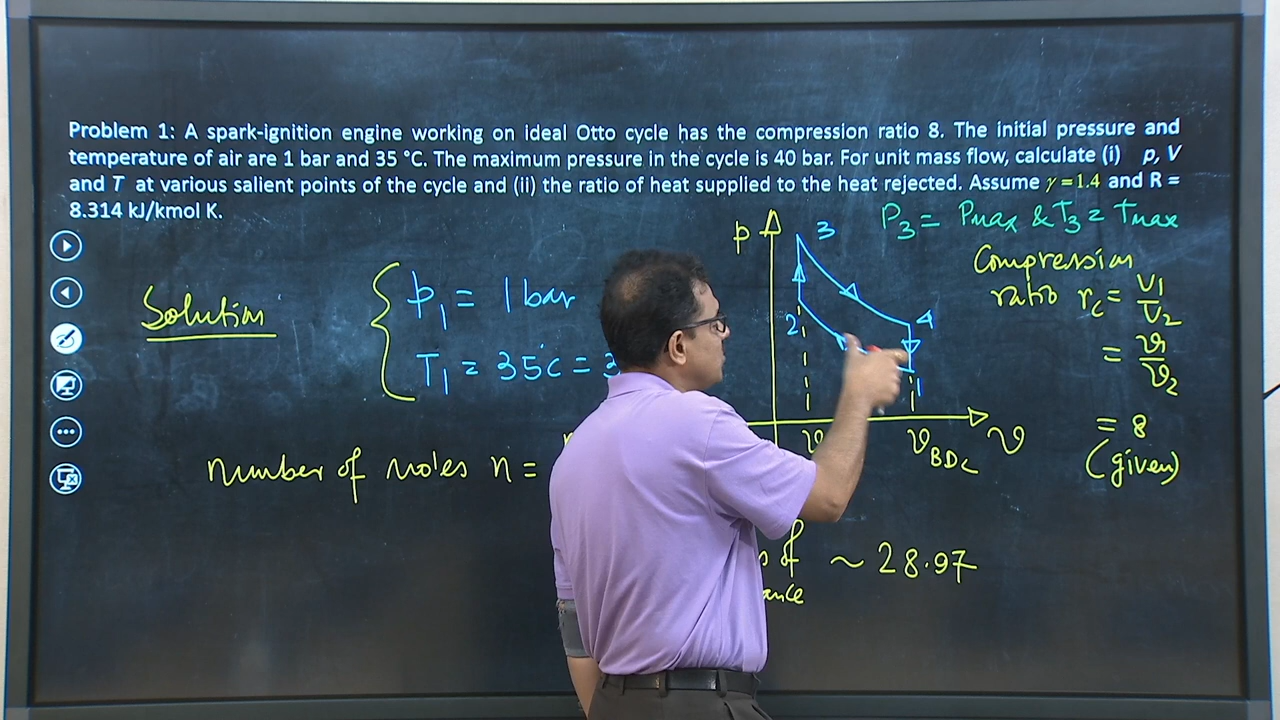 Problem 1: A spark-ignition engine working on ideal Otto cycle has the compression ratio 8. The initial pressure and
temperature of air are 1 bar and 35 °C. The maximum pressure in the cycle is 40 bar. For unit mass flow, calculate (i) p, V
and T at various salient points of the cycle and (ii) the ratio of heat supplied to the heat rejected. Assume γ = 1.4 and R =
8.314 kJ/kmol K.
Solution
p₁ = 1 bar
T₁ = 35°C = 3
number of moles n =
p
3
2
4
1
v_BDC
v
P₃ = Pmax & T₃ = Tmax
Compression
ratio r_c = V₁/V₂
= v₁/v₂
= 8
(given)
of ~ 28.97